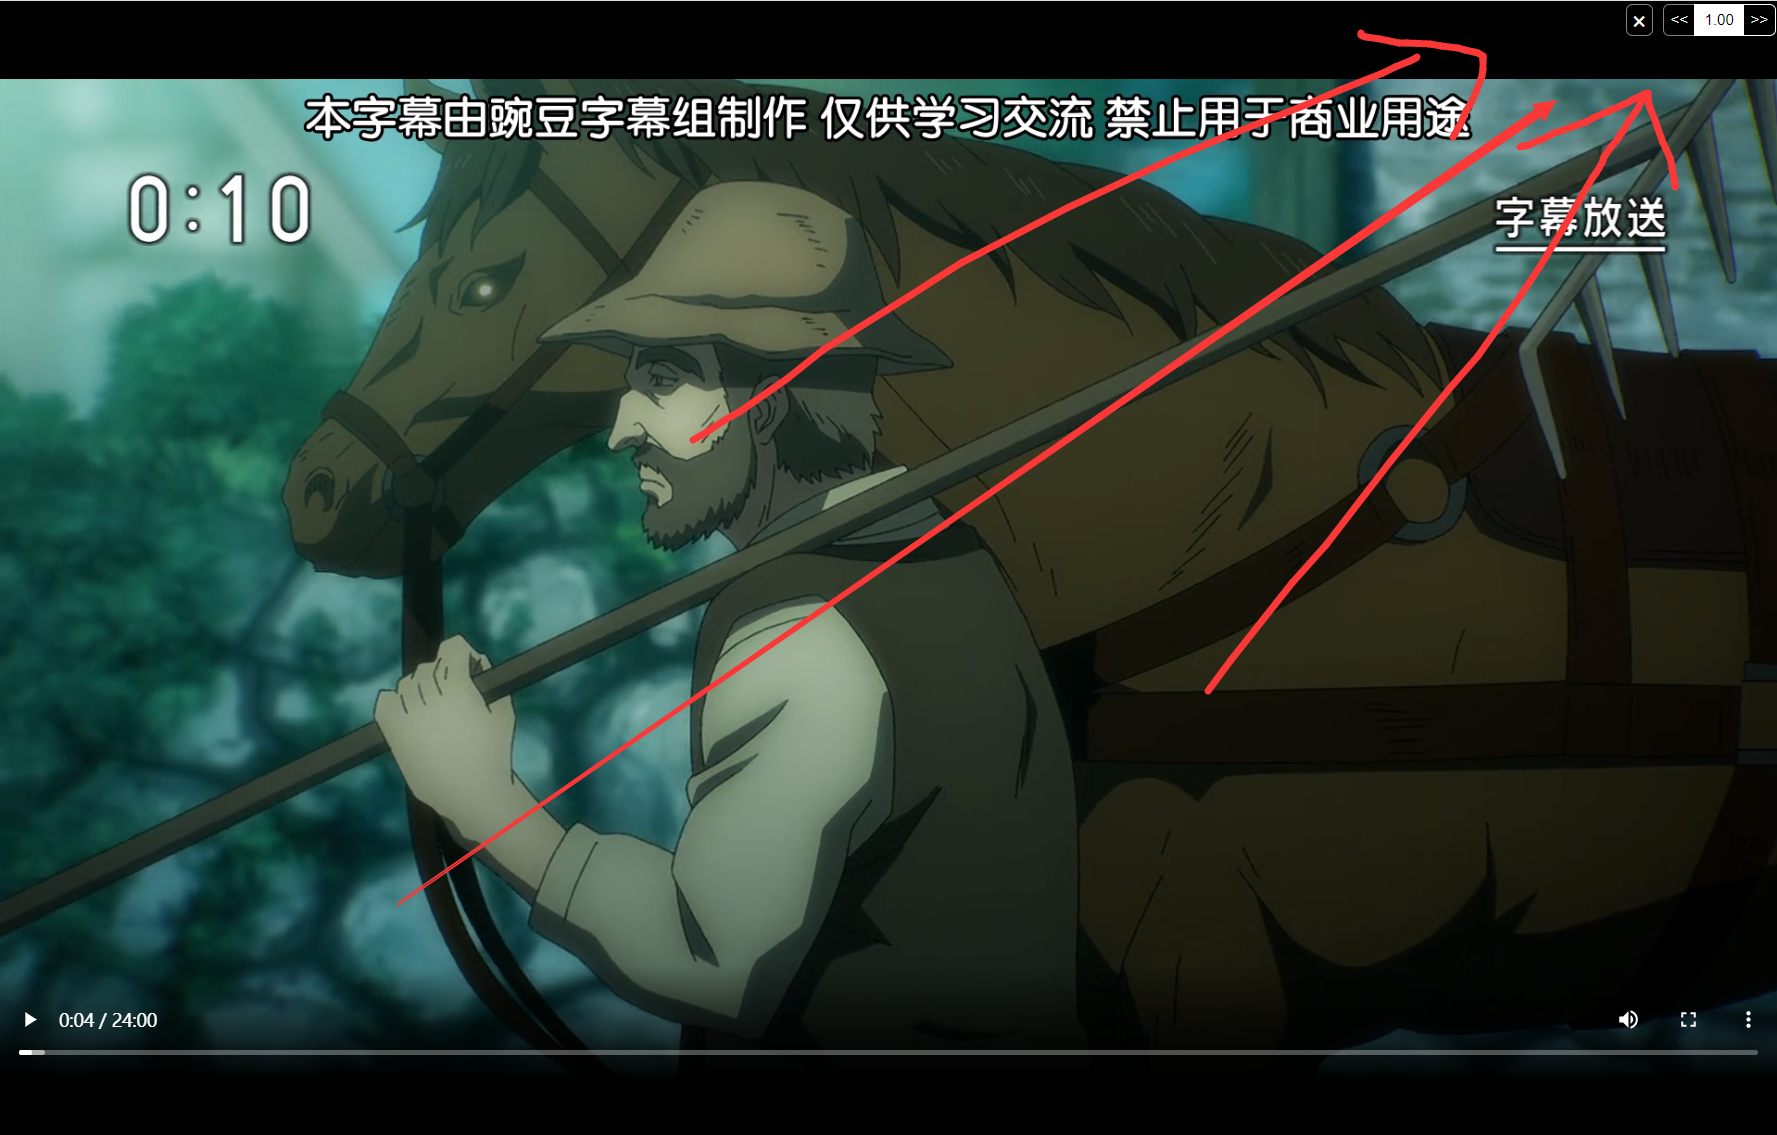 × << 1.00 >>
本字幕由豌豆字幕组制作 仅供学习交流 禁止用于商业用途
0:10
字幕放送
0:04 / 24:00